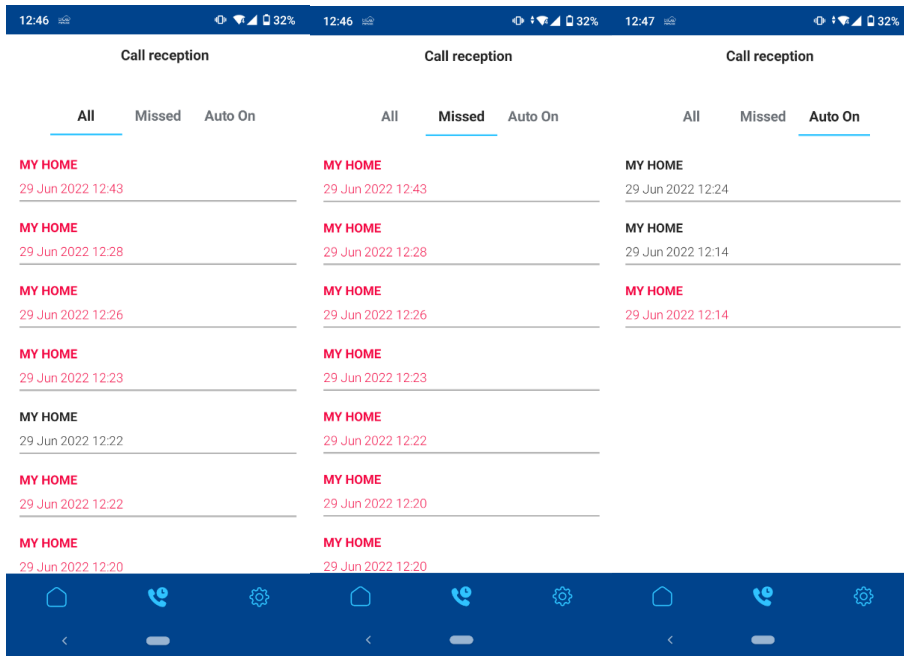 12:46 32%
Call reception
All Missed Auto On
MY HOME
29 Jun 2022 12:43
MY HOME
29 Jun 2022 12:28
MY HOME
29 Jun 2022 12:26
MY HOME
29 Jun 2022 12:23
MY HOME
29 Jun 2022 12:22
MY HOME
29 Jun 2022 12:22
MY HOME
29 Jun 2022 12:20
12:46 32%
Call reception
All Missed Auto On
MY HOME
29 Jun 2022 12:43
MY HOME
29 Jun 2022 12:28
MY HOME
29 Jun 2022 12:26
MY HOME
29 Jun 2022 12:23
MY HOME
29 Jun 2022 12:22
MY HOME
29 Jun 2022 12:20
MY HOME
29 Jun 2022 12:20
12:47 32%
Call reception
All Missed Auto On
MY HOME
29 Jun 2022 12:24
MY HOME
29 Jun 2022 12:14
MY HOME
29 Jun 2022 12:14